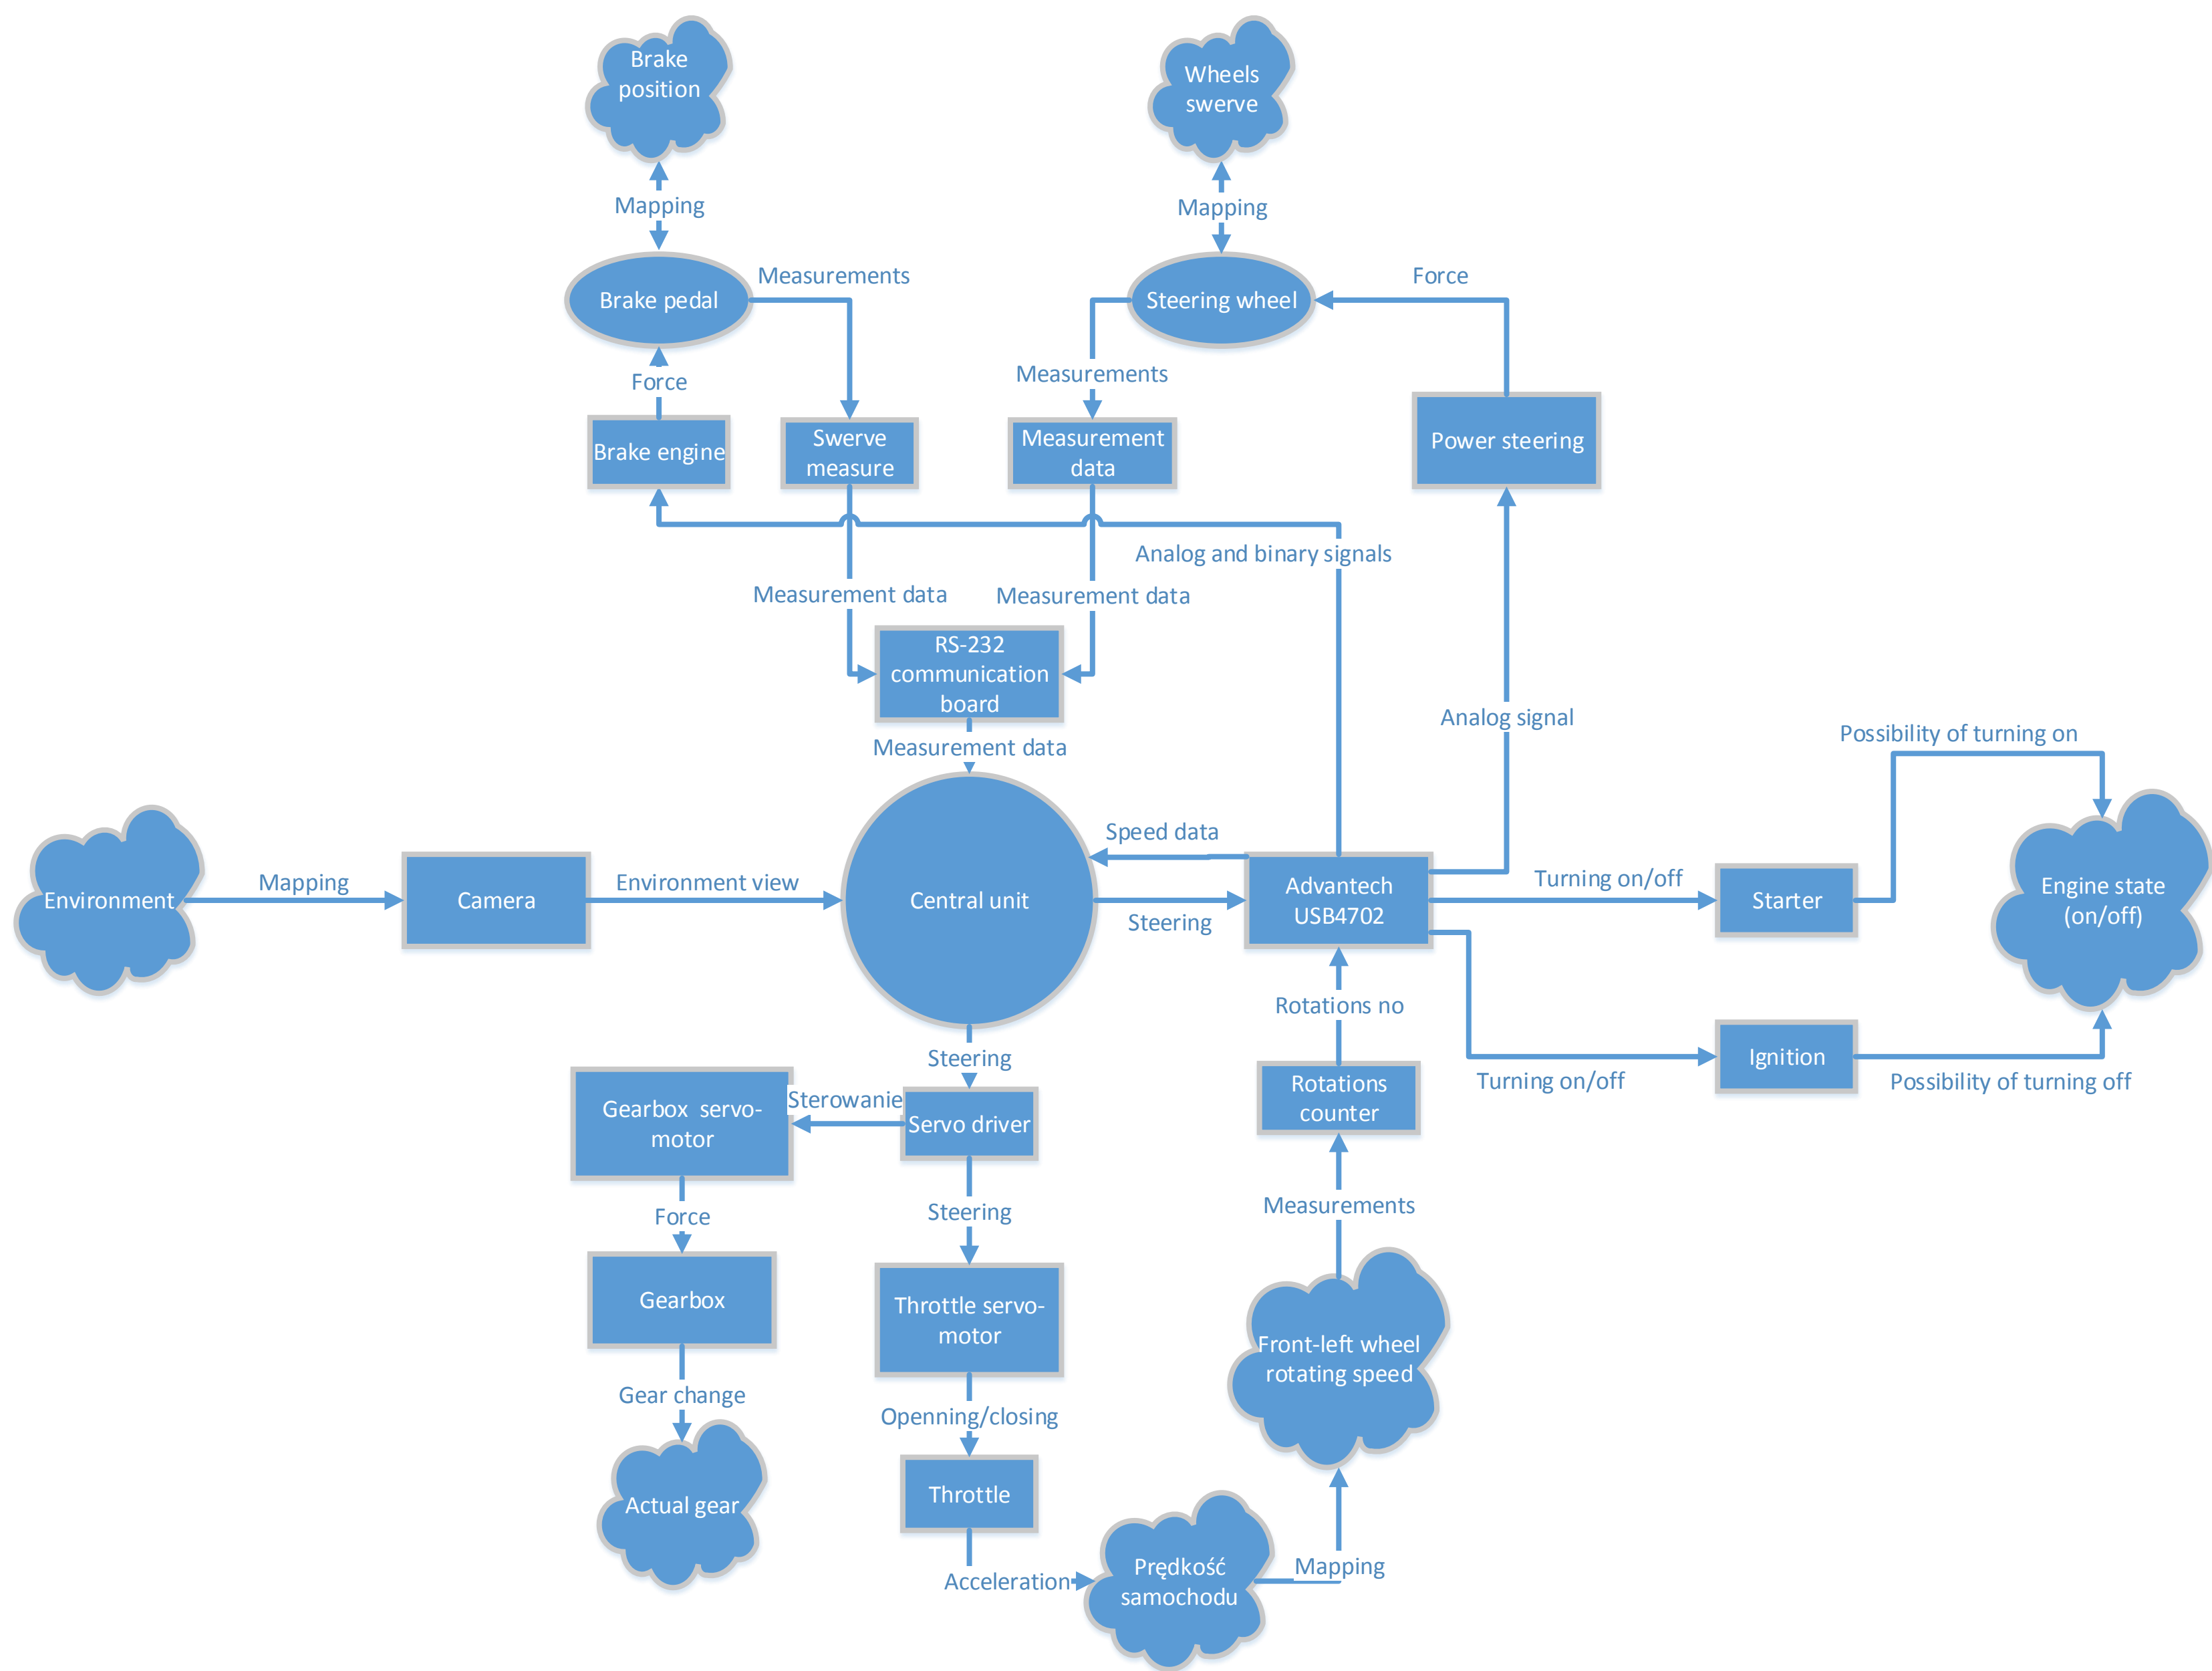 Brake
position
Wheels
swerve
Mapping
Mapping
Measurements
Force
Brake pedal
Steering wheel
Force
Measurements
Brake engine
Swerve
measure
Measurement
data
Power steering
Analog and binary signals
Measurement data
Measurement data
RS-232
communication
board
Analog signal
Measurement data
Possibility of turning on
Speed data
Environment
Mapping
Camera
Environment view
Central unit
Steering
Advantech
USB4702
Turning on/off
Starter
Engine state
(on/off)
Rotations no
Steering
Turning on/off
Ignition
Possibility of turning off
Gearbox  servo-
motor
Sterowanie
Servo driver
Rotations
counter
Force
Steering
Measurements
Gearbox
Throttle servo-
motor
Front-left wheel
rotating speed
Gear change
Openning/closing
Actual gear
Throttle
Acceleration
Prędkość
samochodu
Mapping